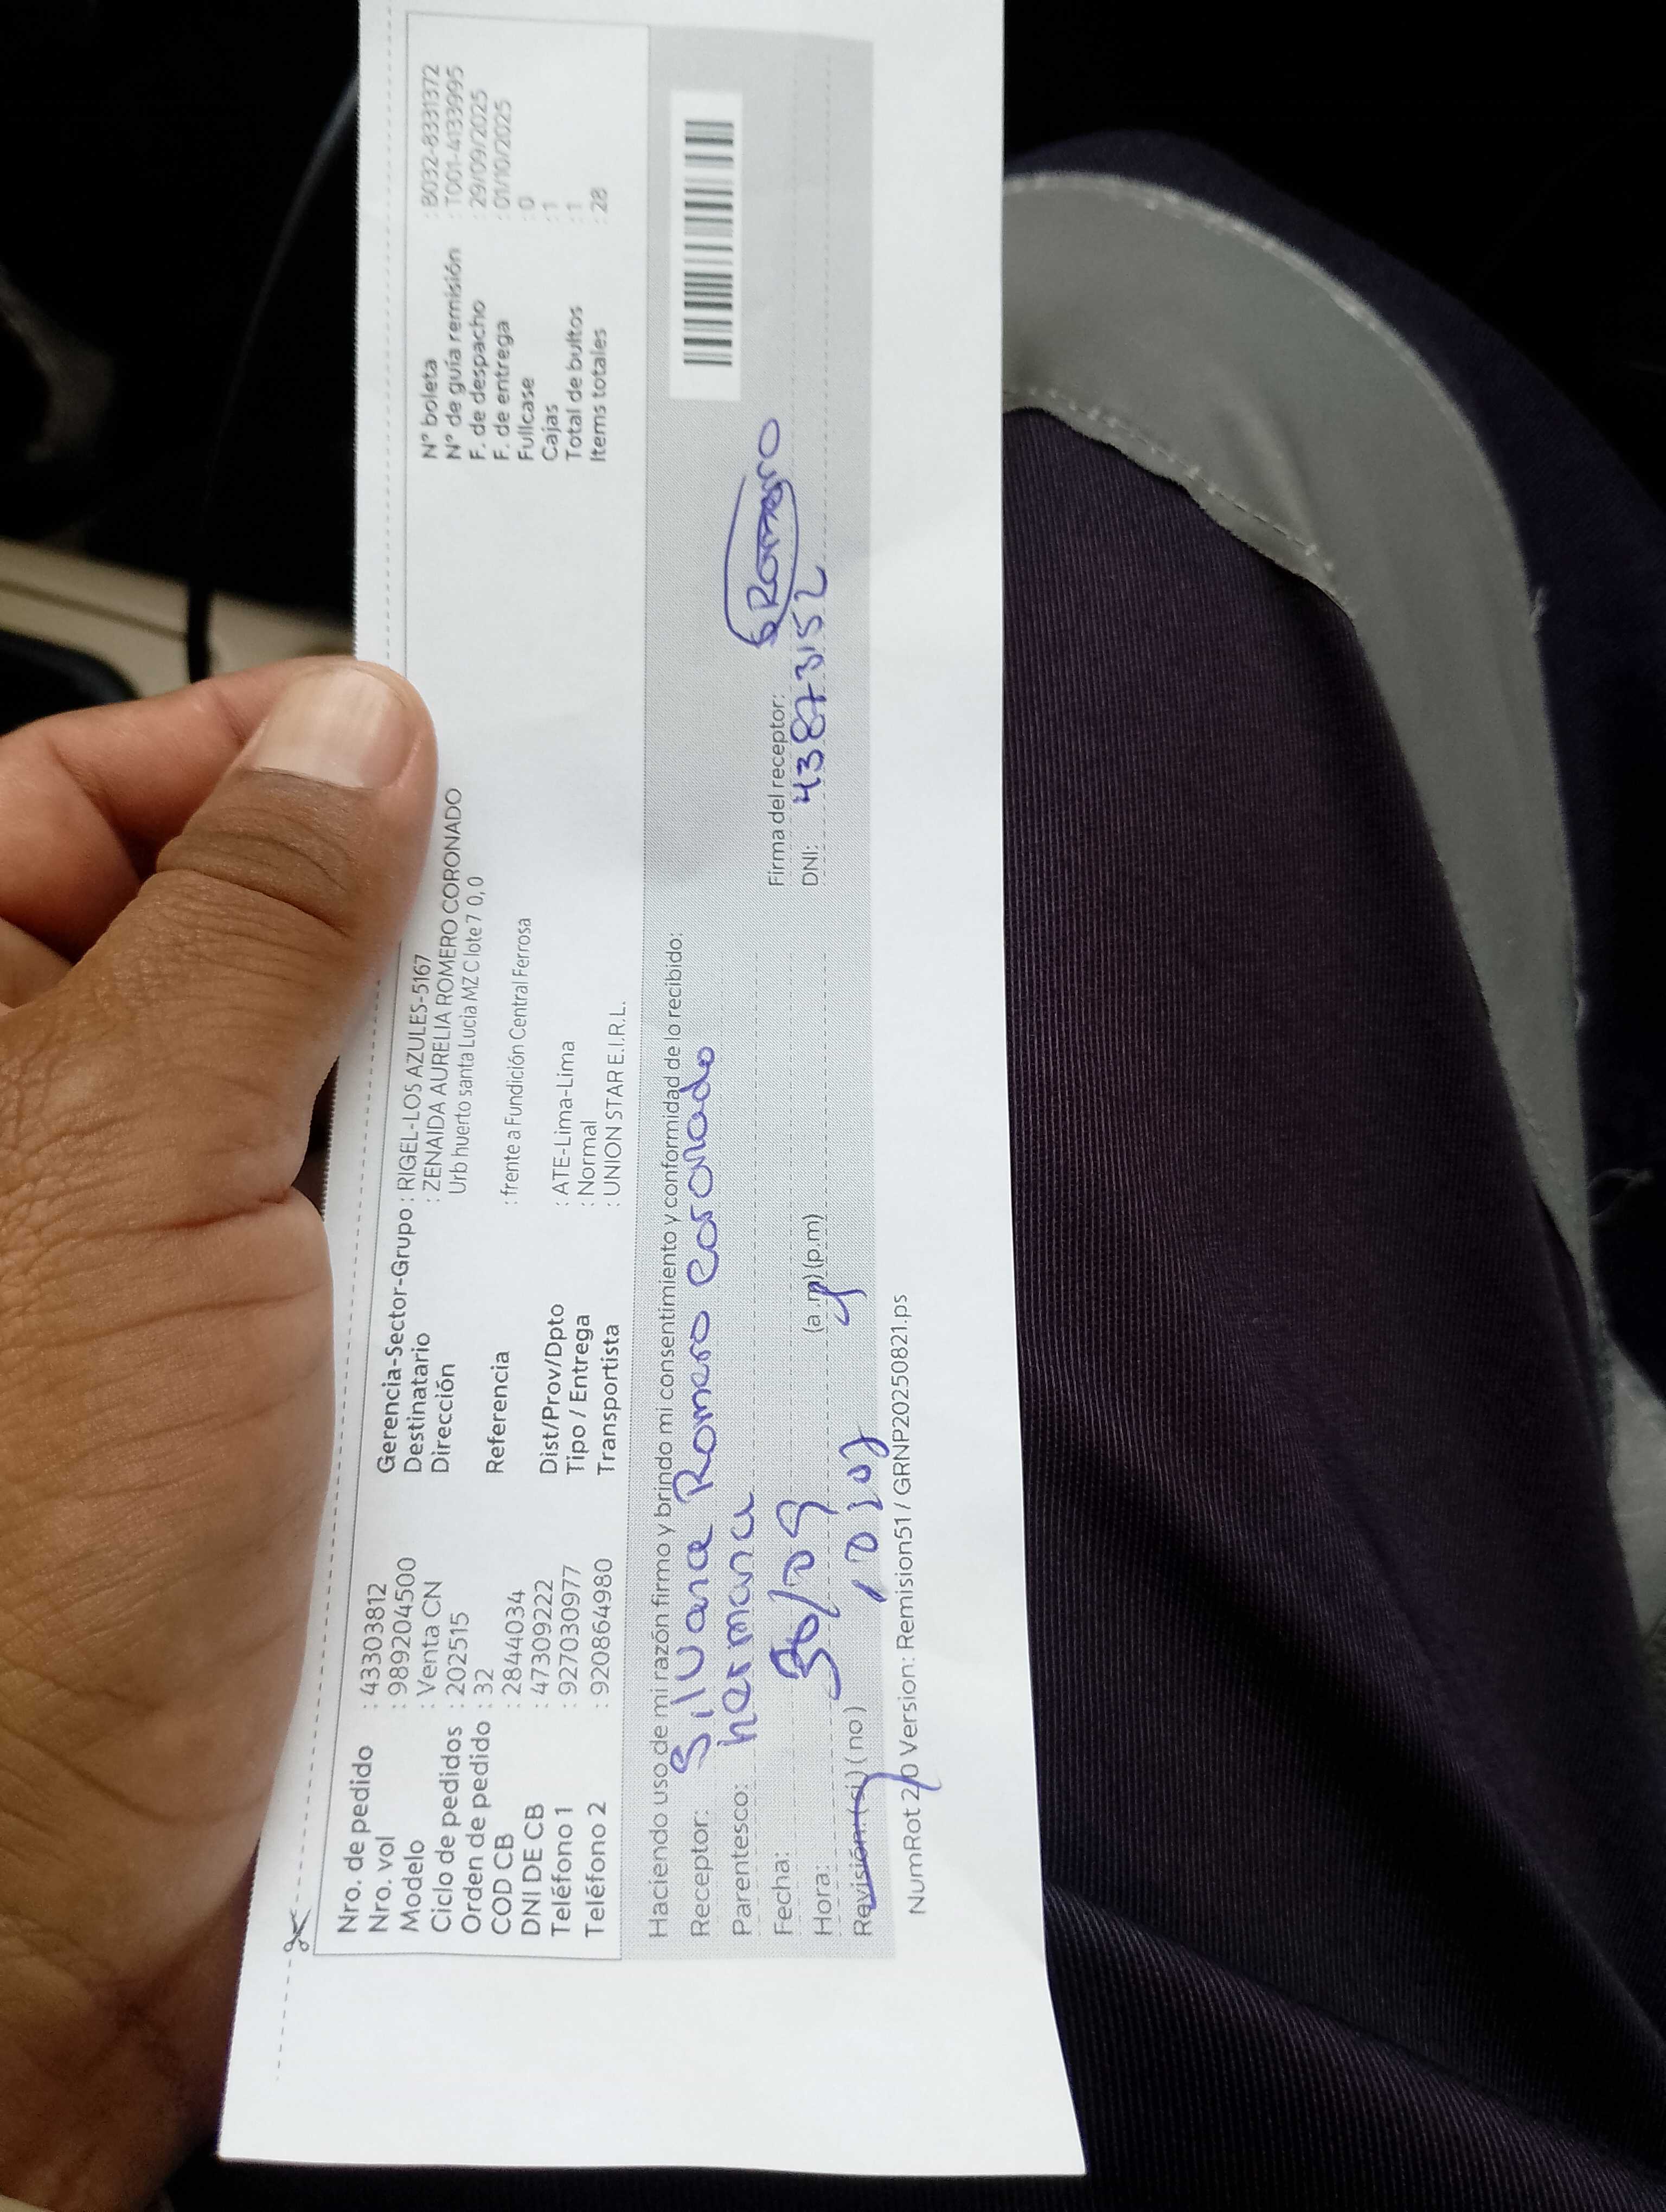 Nro. de pedido : 43303812
Nro. vol : 989204500
Modelo : Venta CN
Ciclo de pedidos : 202515
Orden de pedido : 32
COD CB : 2844034
DNI DE CB : 47309222
Teléfono 1 : 927030977
Teléfono 2 : 920864980
Gerencia-Sector-Grupo : RIGEL-LOS AZULES-5167
Destinatario : ZENAIDA AURELIA ROMERO CORONADO
Dirección Urb huerto santa Lucia MZ C lote 7 0,0
Referencia : frente a Fundición Central Ferrosa
Dist/Prov/Dpto : ATE-Lima-Lima
Tipo / Entrega : Normal
Transportista : UNION STAR E.I.R.L.
N° boleta : B032-8331372
N° de guía remisión : T001-4133995
F. de despacho : 29/09/2025
F. de entrega : 01/10/2025
Fullcase : 0
Cajas : 1
Total de bultos : 1
Items totales : 28
Haciendo uso de mi razón firmo y brindo mi consentimiento y conformidad de lo recibido:
Receptor: Silvana Romero Coronado
Parentesco: hermana
Fecha: 30/09
Hora: (a.m) (p.m)
Revisión: (si) (no)
Firma del receptor: Romero
DNI: 43873152
NumRot 2/0 Version: Remision51 / GRNP20250821.ps